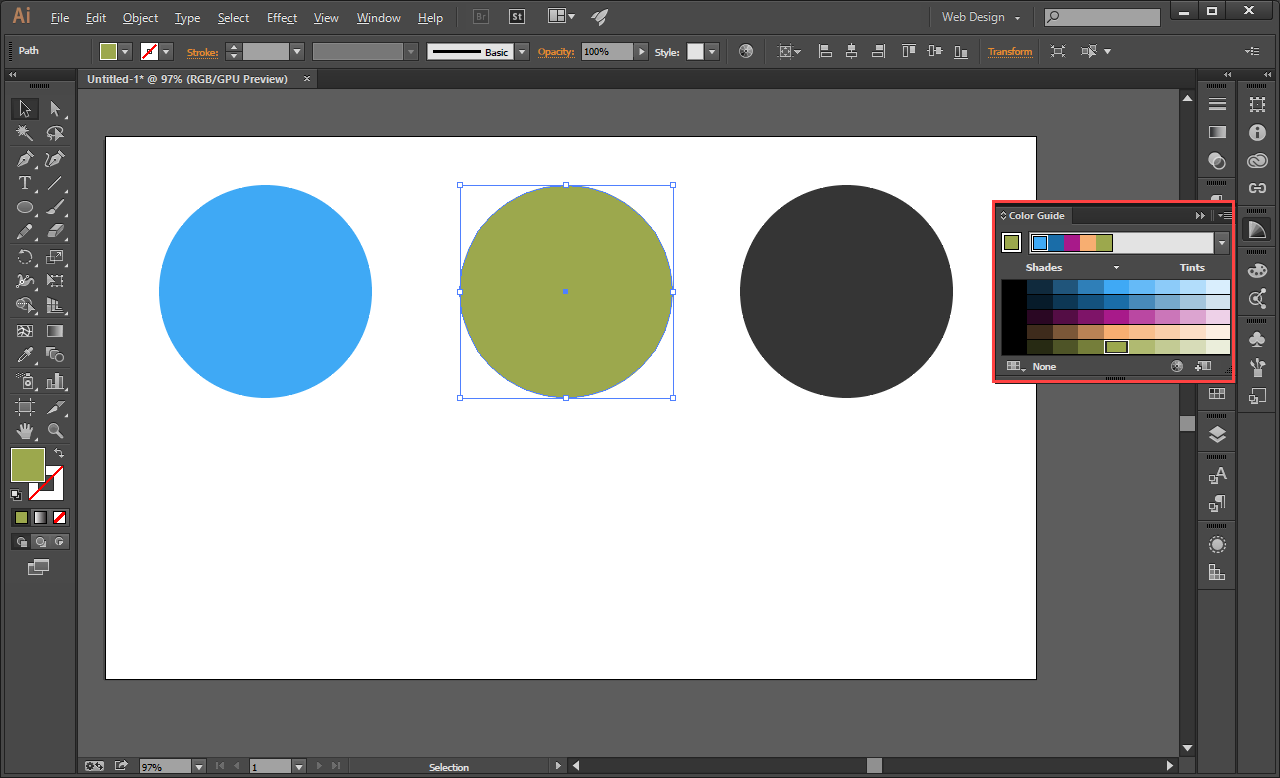 Ai File Edit Object Type Select Effect View Window Help Br St Web Design
Path Stroke: Basic Opacity: 100% Style: Transform
Untitled-1* @ 97% (RGB/GPU Preview) ×
Color Guide
Shades Tints
None
T
97% 1 Selection